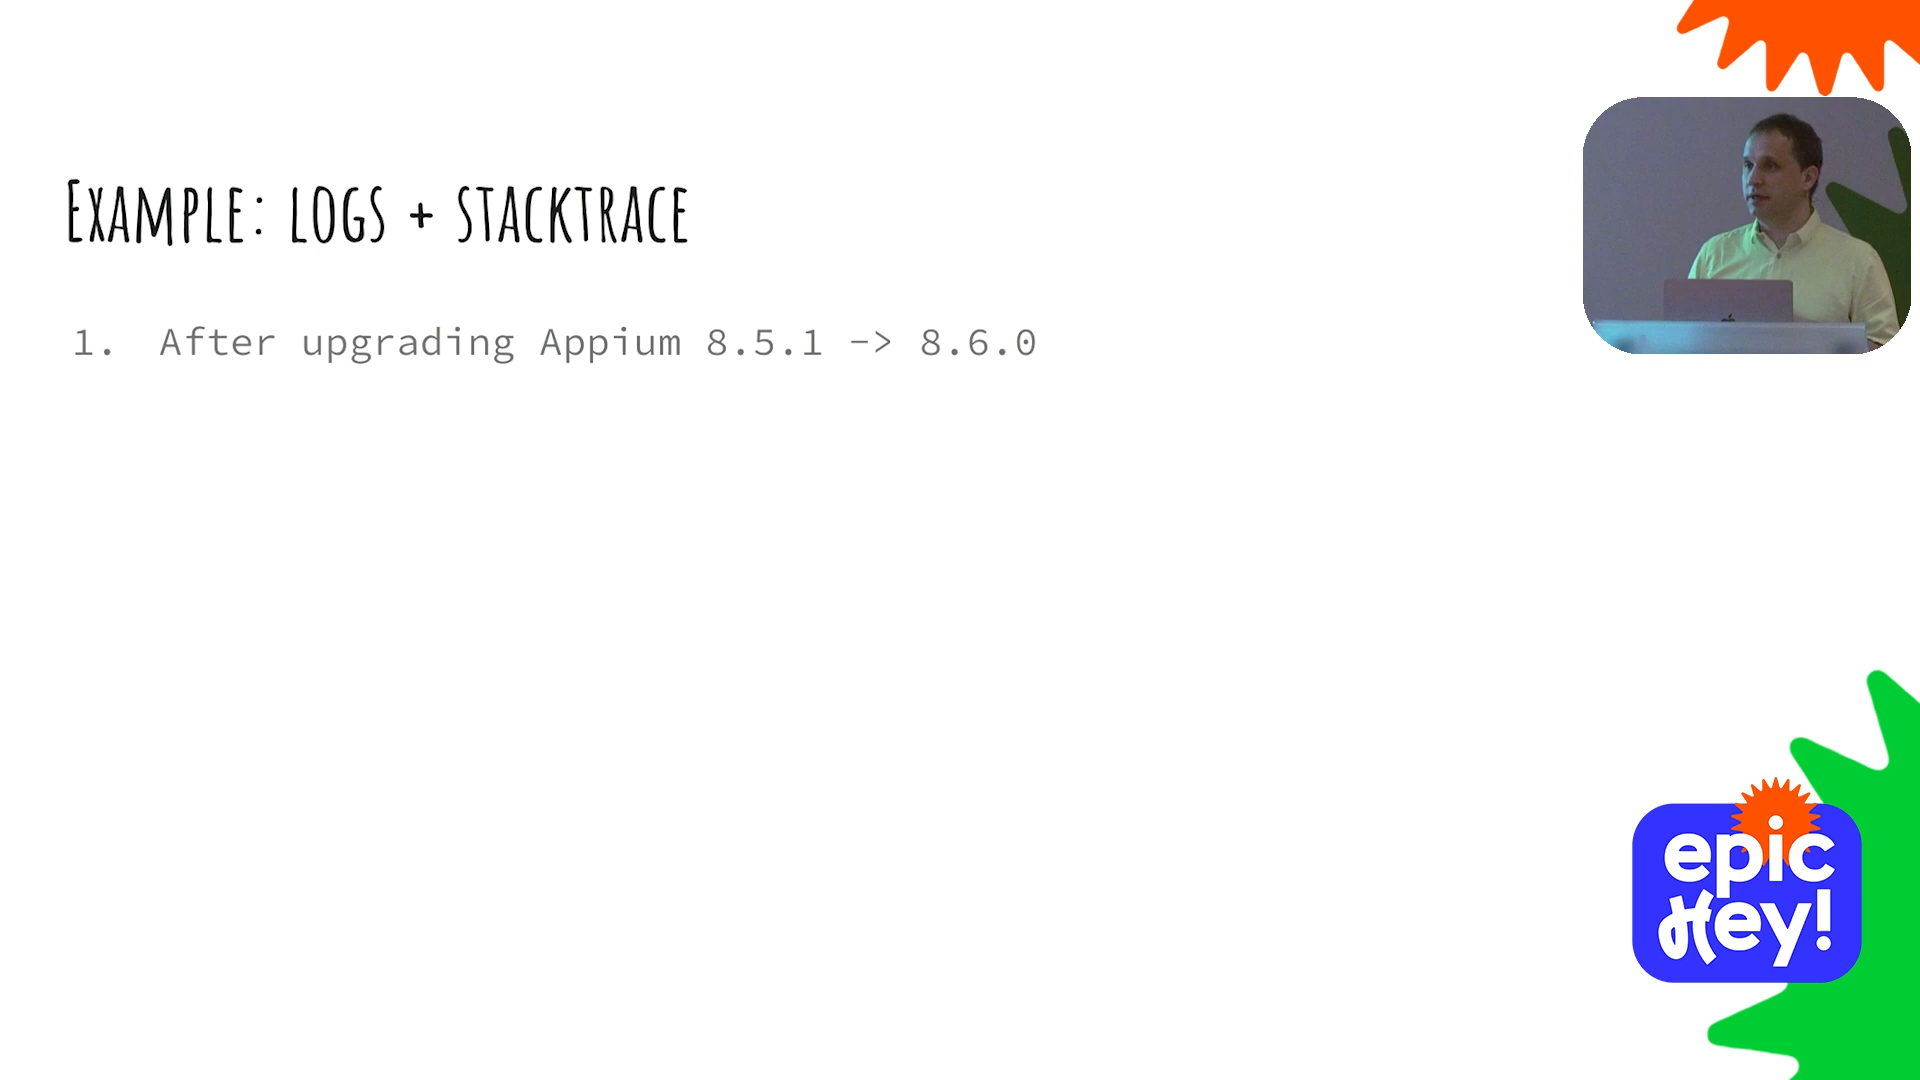 Example: logs + stacktrace
1. After upgrading Appium 8.5.1 -> 8.6.0
epic
Hey!